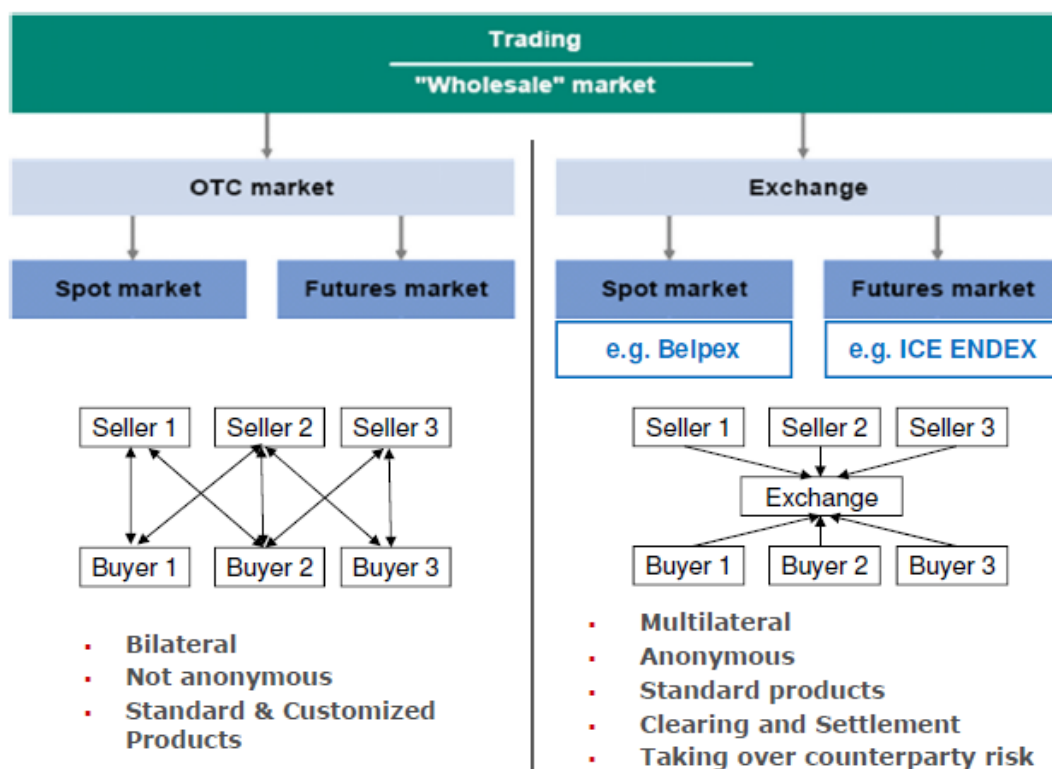 Trading
"Wholesale" market
OTC market
Spot market
Futures market
Seller 1
Seller 2
Seller 3
Buyer 1
Buyer 2
Buyer 3
Bilateral
Not anonymous
Standard & Customized
Products
Exchange
Spot market
Futures market
e.g. Belpex
e.g. ICE ENDEX
Seller 1
Seller 2
Seller 3
Exchange
Buyer 1
Buyer 2
Buyer 3
Multilateral
Anonymous
Standard products
Clearing and Settlement
Taking over counterparty risk